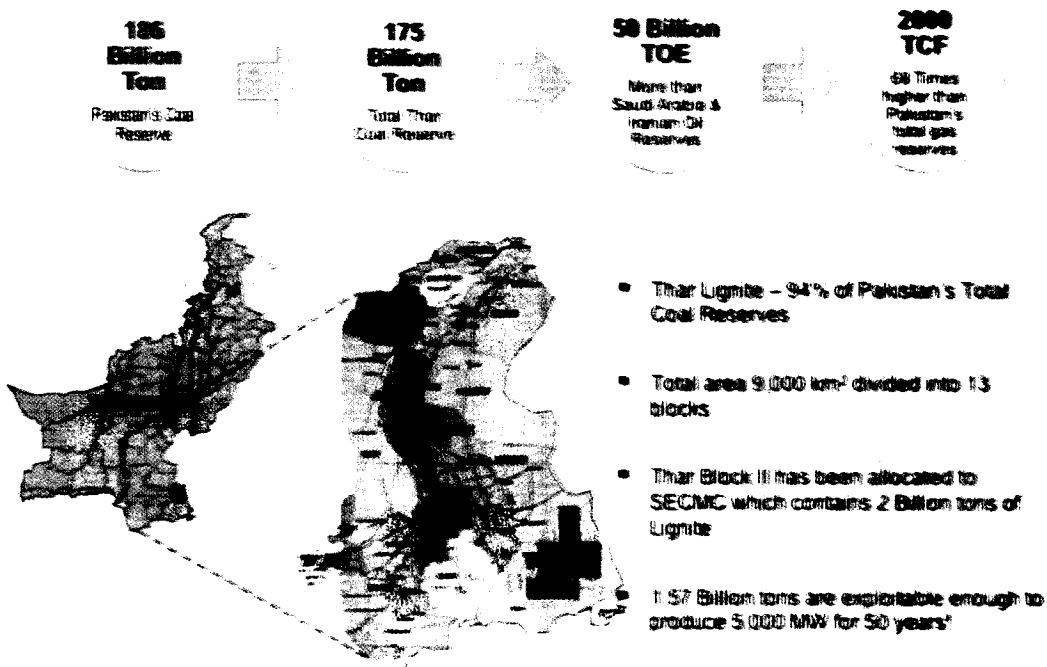 186
Billion
Ton
Pakistan's Coal
Reserve
175
Billion
Ton
Total Thar
Coal Reserve
50 Billion
TOE
More than
Saudi Arabia &
Iranian Oil
Reserves
2000
TCF
68 Times
higher than
Pakistan's
total gas
reserves
▪ Thar Lignite – 94% of Pakistan's Total
Coal Reserves
▪ Total area 9,000 km² divided into 13
blocks
▪ Thar Block II has been allocated to
SECMC which contains 2 Billion tons of
Lignite
▪ 1.57 Billion tons are exploitable enough to
produce 5,000 MW for 50 years*